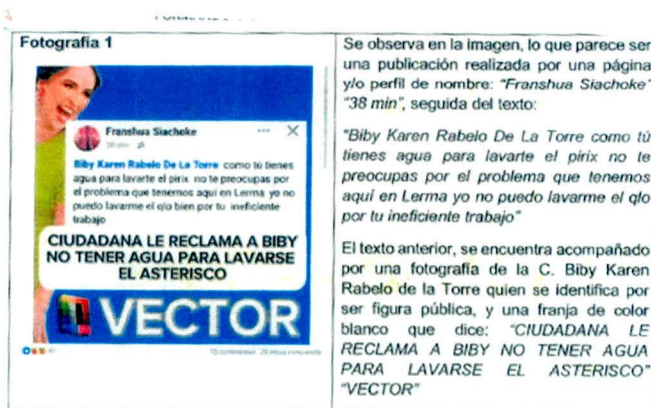 Fotografía 1
Franshua Siachoke
38 min
Biby Karen Rabelo De La Torre como tú tienes
agua para lavarte el pirix no te preocupas por
el problema que tenemos aquí en Lerma yo no
puedo lavarme el qlo bien por tu ineficiente
trabajo
CIUDADANA LE RECLAMA A BIBY
NO TENER AGUA PARA LAVARSE
EL ASTERISCO
VECTOR
Se observa en la imagen, lo que parece ser
una publicación realizada por una página
y/o perfil de nombre: "Franshua Siachoke"
"38 min", seguida del texto:
"Biby Karen Rabelo De La Torre como tú
tienes agua para lavarte el pirix no te
preocupas por el problema que tenemos
aquí en Lerma yo no puedo lavarme el qlo
por tu ineficiente trabajo"
El texto anterior, se encuentra acompañado
por una fotografía de la C. Biby Karen
Rabelo de la Torre quien se identifica por
ser figura pública, y una franja de color
blanco que dice: "CIUDADANA LE
RECLAMA A BIBY NO TENER AGUA
PARA LAVARSE EL ASTERISCO"
"VECTOR"